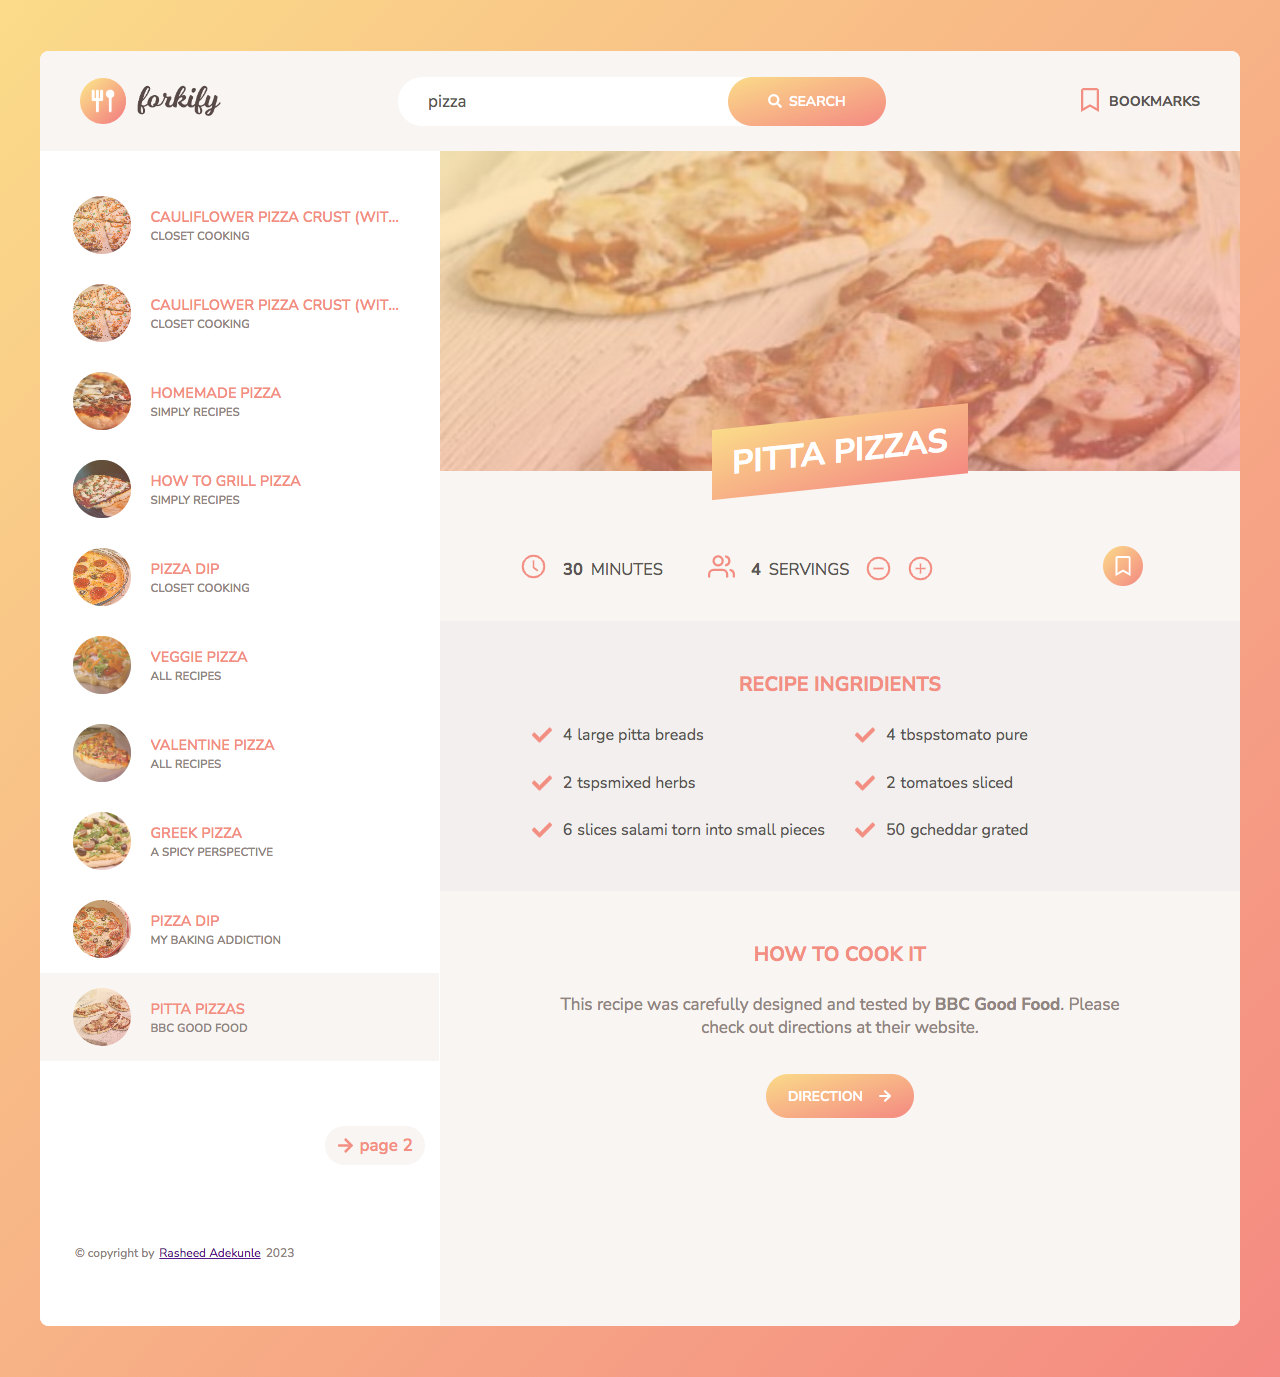 forkify
pizza
SEARCH
BOOKMARKS
CAULIFLOWER PIZZA CRUST (WIT...
CLOSET COOKING
CAULIFLOWER PIZZA CRUST (WIT...
CLOSET COOKING
HOMEMADE PIZZA
SIMPLY RECIPES
HOW TO GRILL PIZZA
SIMPLY RECIPES
PIZZA DIP
CLOSET COOKING
VEGGIE PIZZA
ALL RECIPES
VALENTINE PIZZA
ALL RECIPES
GREEK PIZZA
A SPICY PERSPECTIVE
PIZZA DIP
MY BAKING ADDICTION
PITTA PIZZAS
BBC GOOD FOOD
page 2
© copyright by Rasheed Adekunle 2023
PITTA PIZZAS
30 MINUTES
4 SERVINGS
RECIPE INGRIDIENTS
4 large pitta breads
4 tbspstomato pure
2 tspsmixed herbs
2 tomatoes sliced
6 slices salami torn into small pieces
50 gcheddar grated
HOW TO COOK IT
This recipe was carefully designed and tested by BBC Good Food. Please
check out directions at their website.
DIRECTION